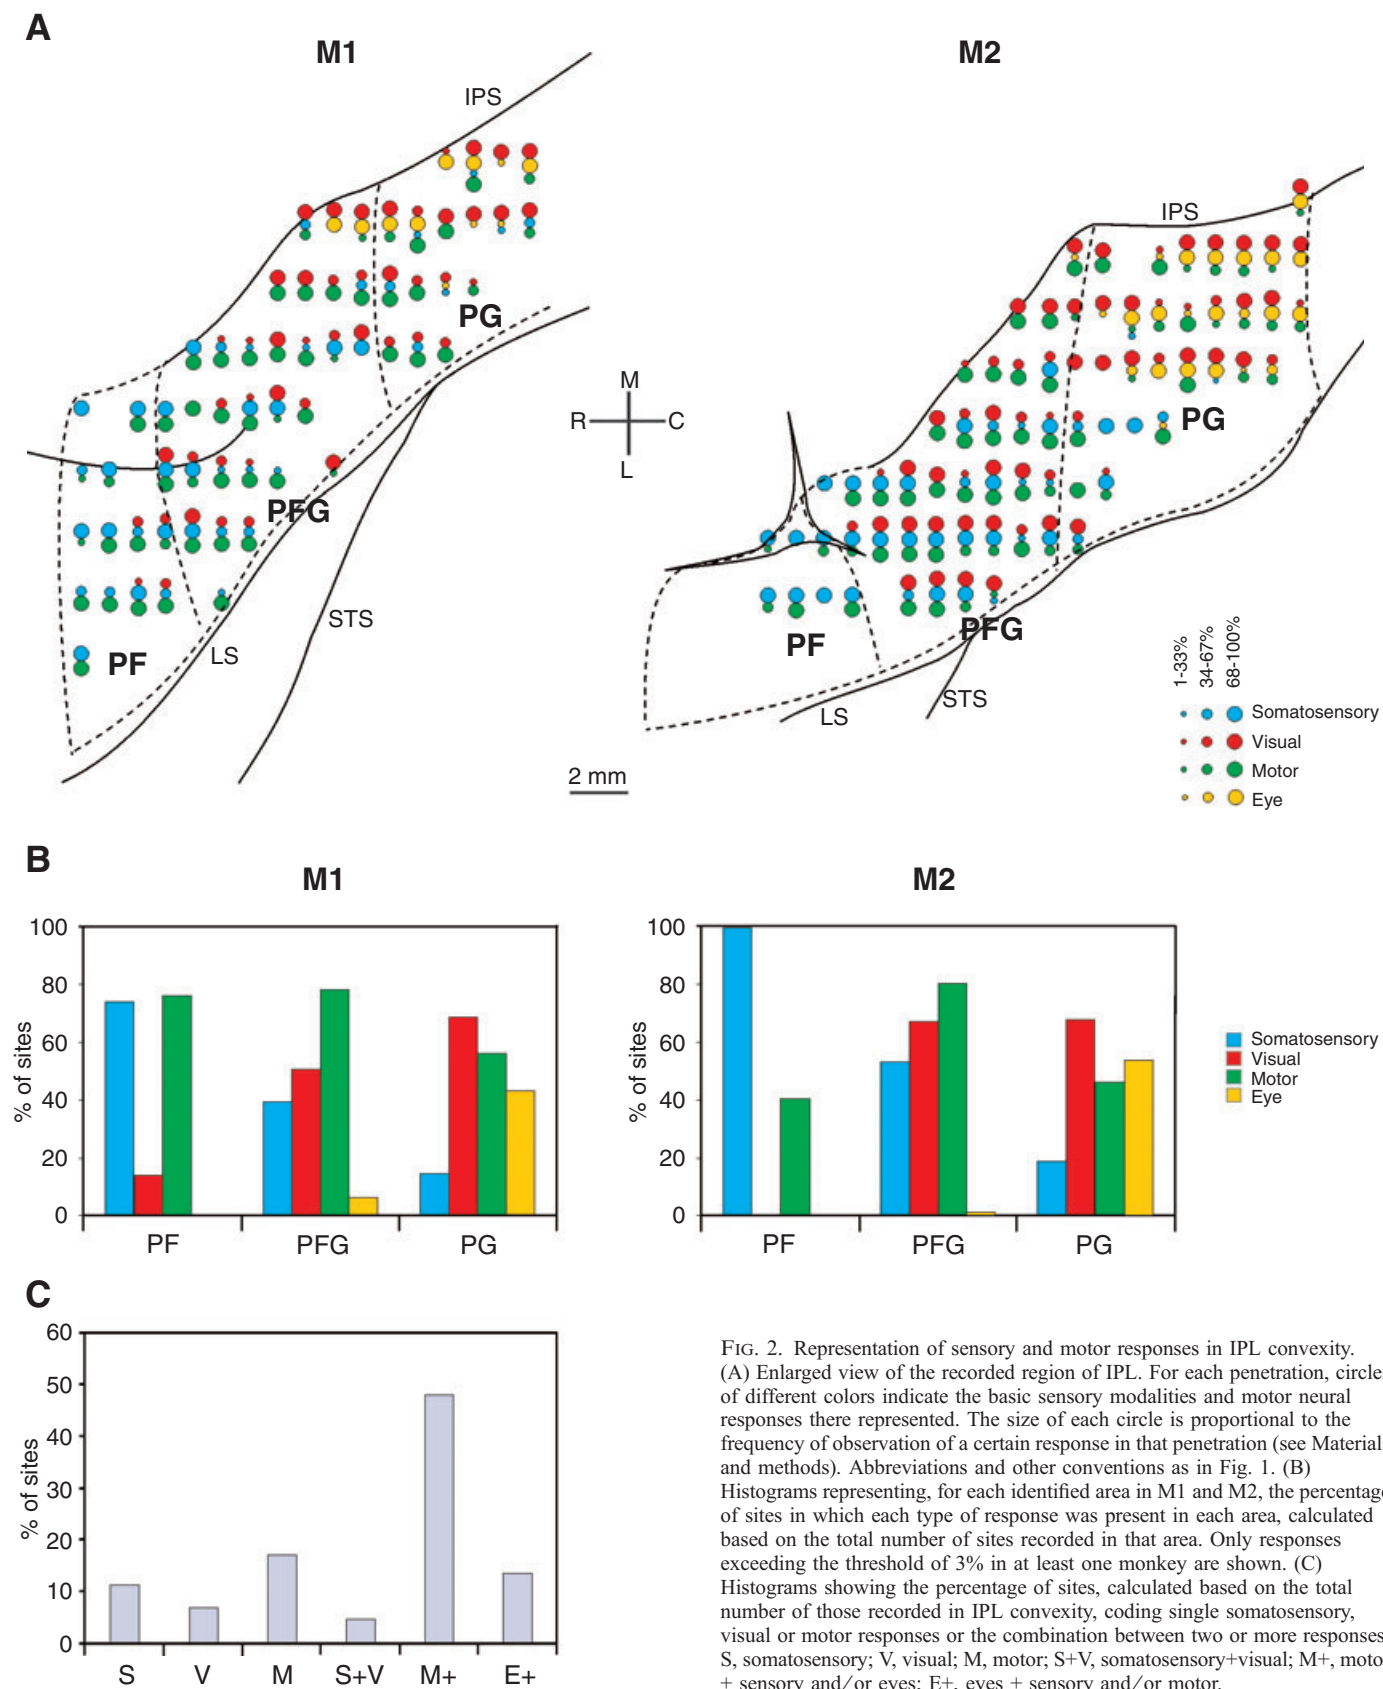 A
M1
M2
IPS
IPS
PG
PG
M
R
C
L
PFG
PFG
STS
STS
PF
PF
LS
LS
2 mm
1-33%
34-67%
68-100%
Somatosensory
Visual
Motor
Eye
B
M1
M2
100
80
60
40
20
0
% of sites
PF
PFG
PG
100
80
60
40
20
0
% of sites
PF
PFG
PG
Somatosensory
Visual
Motor
Eye
C
60
50
40
30
20
10
0
% of sites
S
V
M
S+V
M+
E+
FIG. 2. Representation of sensory and motor responses in IPL convexity.
(A) Enlarged view of the recorded region of IPL. For each penetration, circle
of different colors indicate the basic sensory modalities and motor neural
responses there represented. The size of each circle is proportional to the
frequency of observation of a certain response in that penetration (see Material
and methods). Abbreviations and other conventions as in Fig. 1. (B)
Histograms representing, for each identified area in M1 and M2, the percentage
of sites in which each type of response was present in each area, calculated
based on the total number of sites recorded in that area. Only responses
exceeding the threshold of 3% in at least one monkey are shown. (C)
Histograms showing the percentage of sites, calculated based on the total
number of those recorded in IPL convexity, coding single somatosensory,
visual or motor responses or the combination between two or more responses
S, somatosensory; V, visual; M, motor; S+V, somatosensory+visual; M+, moto
+ sensory and/or eyes; E+, eyes + sensory and/or motor.